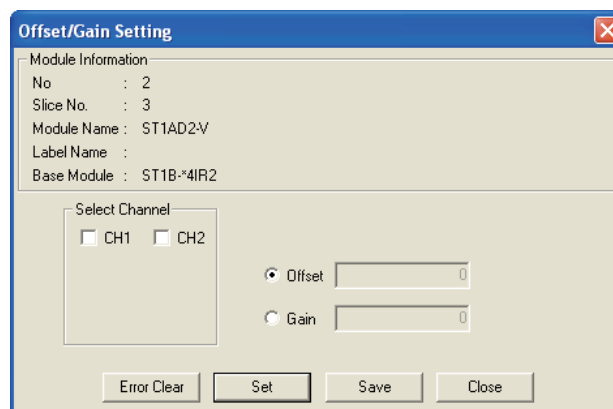 Offset/Gain Setting
Module Information
No : 2
Slice No. : 3
Module Name : ST1AD2-V
Label Name :
Base Module : ST1B-*4IR2
Select Channel
CH1 CH2
Offset 0
Gain 0
Error Clear Set Save Close